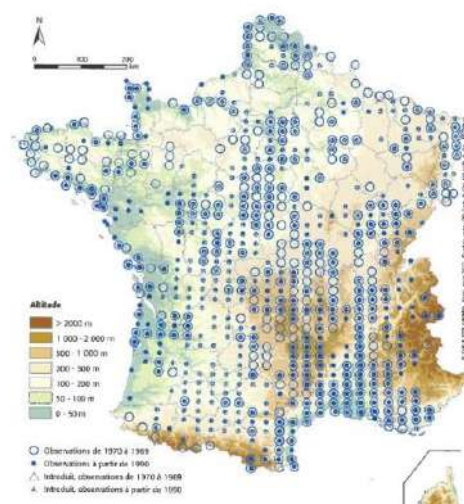 N
0 100 200
km
Altitude
> 2000 m
1 000 - 2 000 m
500 - 1 000 m
200 - 500 m
100 - 200 m
50 - 100 m
0 - 50 m
Observations de 1970 à 1989
Observations à partir de 1990
Introduit, observations de 1970 à 1989
Introduit, observations à partir de 1990